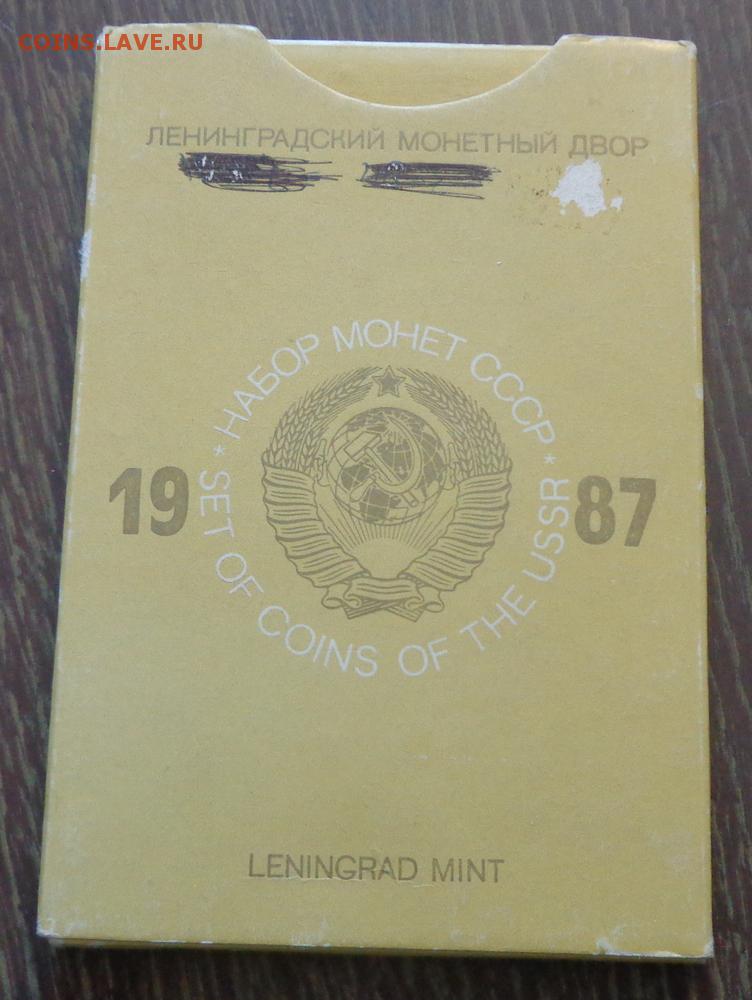 COINS.LAVE.RU
ЛЕНИНГРАДСКИЙ МОНЕТНЫЙ ДВОР
* НАБОР МОНЕТ СССР *
19 87
SET OF COINS OF THE USSR
LENINGRAD MINT